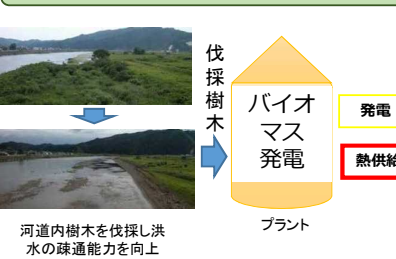 伐採樹木
バイオ
マス
発電
発電
熱供給
プラント
河道内樹木を伐採し洪
水の疎通能力を向上